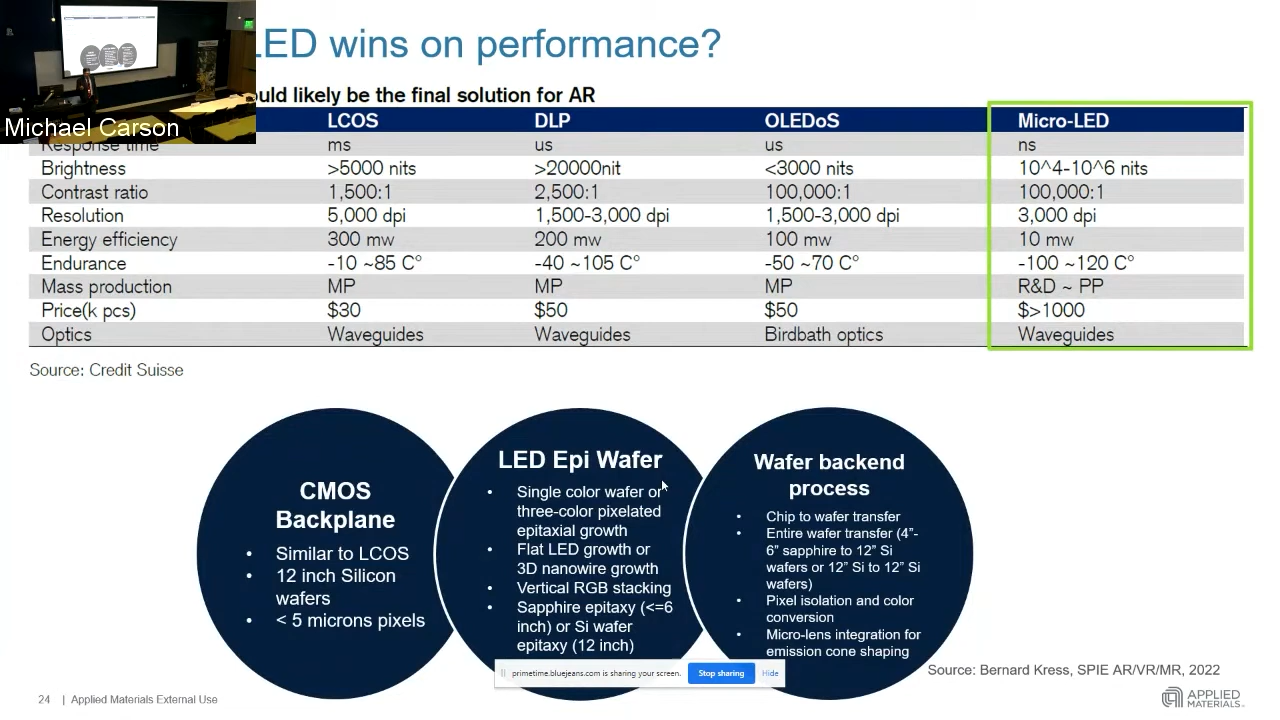 LED wins on performance?
ould likely be the final solution for AR
Michael Carson
LCOS DLP OLEDoS Micro-LED
Response time ms us us ns
Brightness >5000 nits >20000nit <3000 nits 10^4-10^6 nits
Contrast ratio 1,500:1 2,500:1 100,000:1 100,000:1
Resolution 5,000 dpi 1,500-3,000 dpi 1,500-3,000 dpi 3,000 dpi
Energy efficiency 300 mw 200 mw 100 mw 10 mw
Endurance -10 ~85 C° -40 ~105 C° -50 ~70 C° -100 ~120 C°
Mass production MP MP MP R&D ~ PP
Price(k pcs) $30 $50 $50 $>1000
Optics Waveguides Waveguides Birdbath optics Waveguides
Source: Credit Suisse
CMOS
Backplane
• Similar to LCOS
• 12 inch Silicon
wafers
• < 5 microns pixels
LED Epi Wafer
• Single color wafer or
three-color pixelated
epitaxial growth
• Flat LED growth or
3D nanowire growth
• Vertical RGB stacking
• Sapphire epitaxy (<=6
inch) or Si wafer
epitaxy (12 inch)
Wafer backend
process
• Chip to wafer transfer
• Entire wafer transfer (4”-
6” sapphire to 12” Si
wafers or 12” Si to 12” Si
wafers)
• Pixel isolation and color
conversion
• Micro-lens integration for
emission cone shaping
primetime.bluejeans.com is sharing your screen. Stop sharing Hide
Source: Bernard Kress, SPIE AR/VR/MR, 2022
24 | Applied Materials External Use
APPLIED
MATERIALS